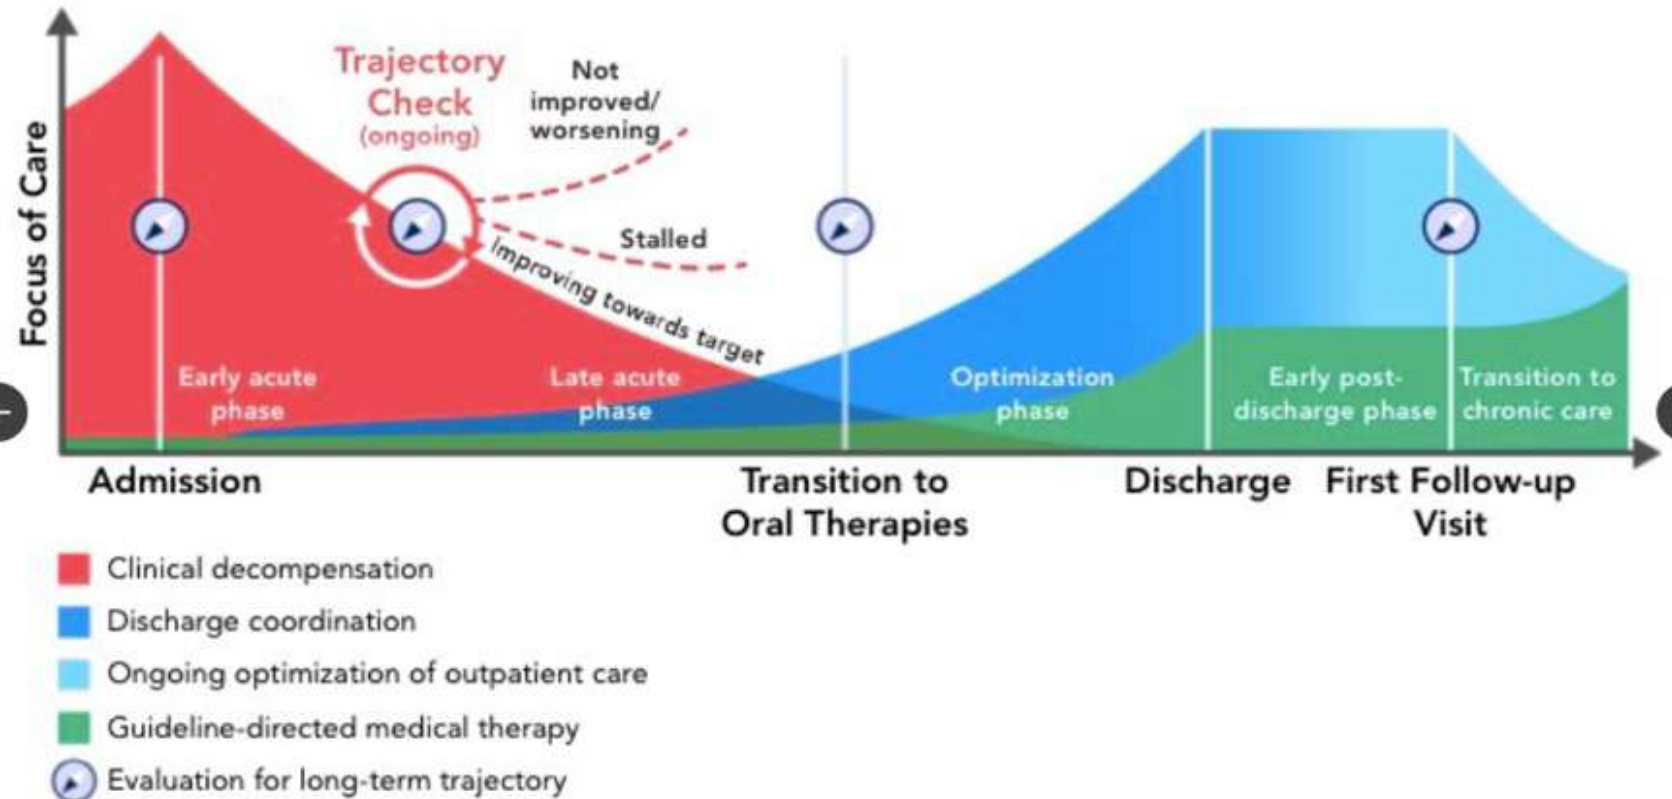 Focus of Care
Trajectory
Check
(ongoing)
Not
improved/
worsening
Stalled
Improving towards target
Early acute
phase
Late acute
phase
Optimization
phase
Early post-
discharge phase
Transition to
chronic care
Admission
Transition to
Oral Therapies
Discharge
First Follow-up
Visit
Clinical decompensation
Discharge coordination
Ongoing optimization of outpatient care
Guideline-directed medical therapy
Evaluation for long-term trajectory